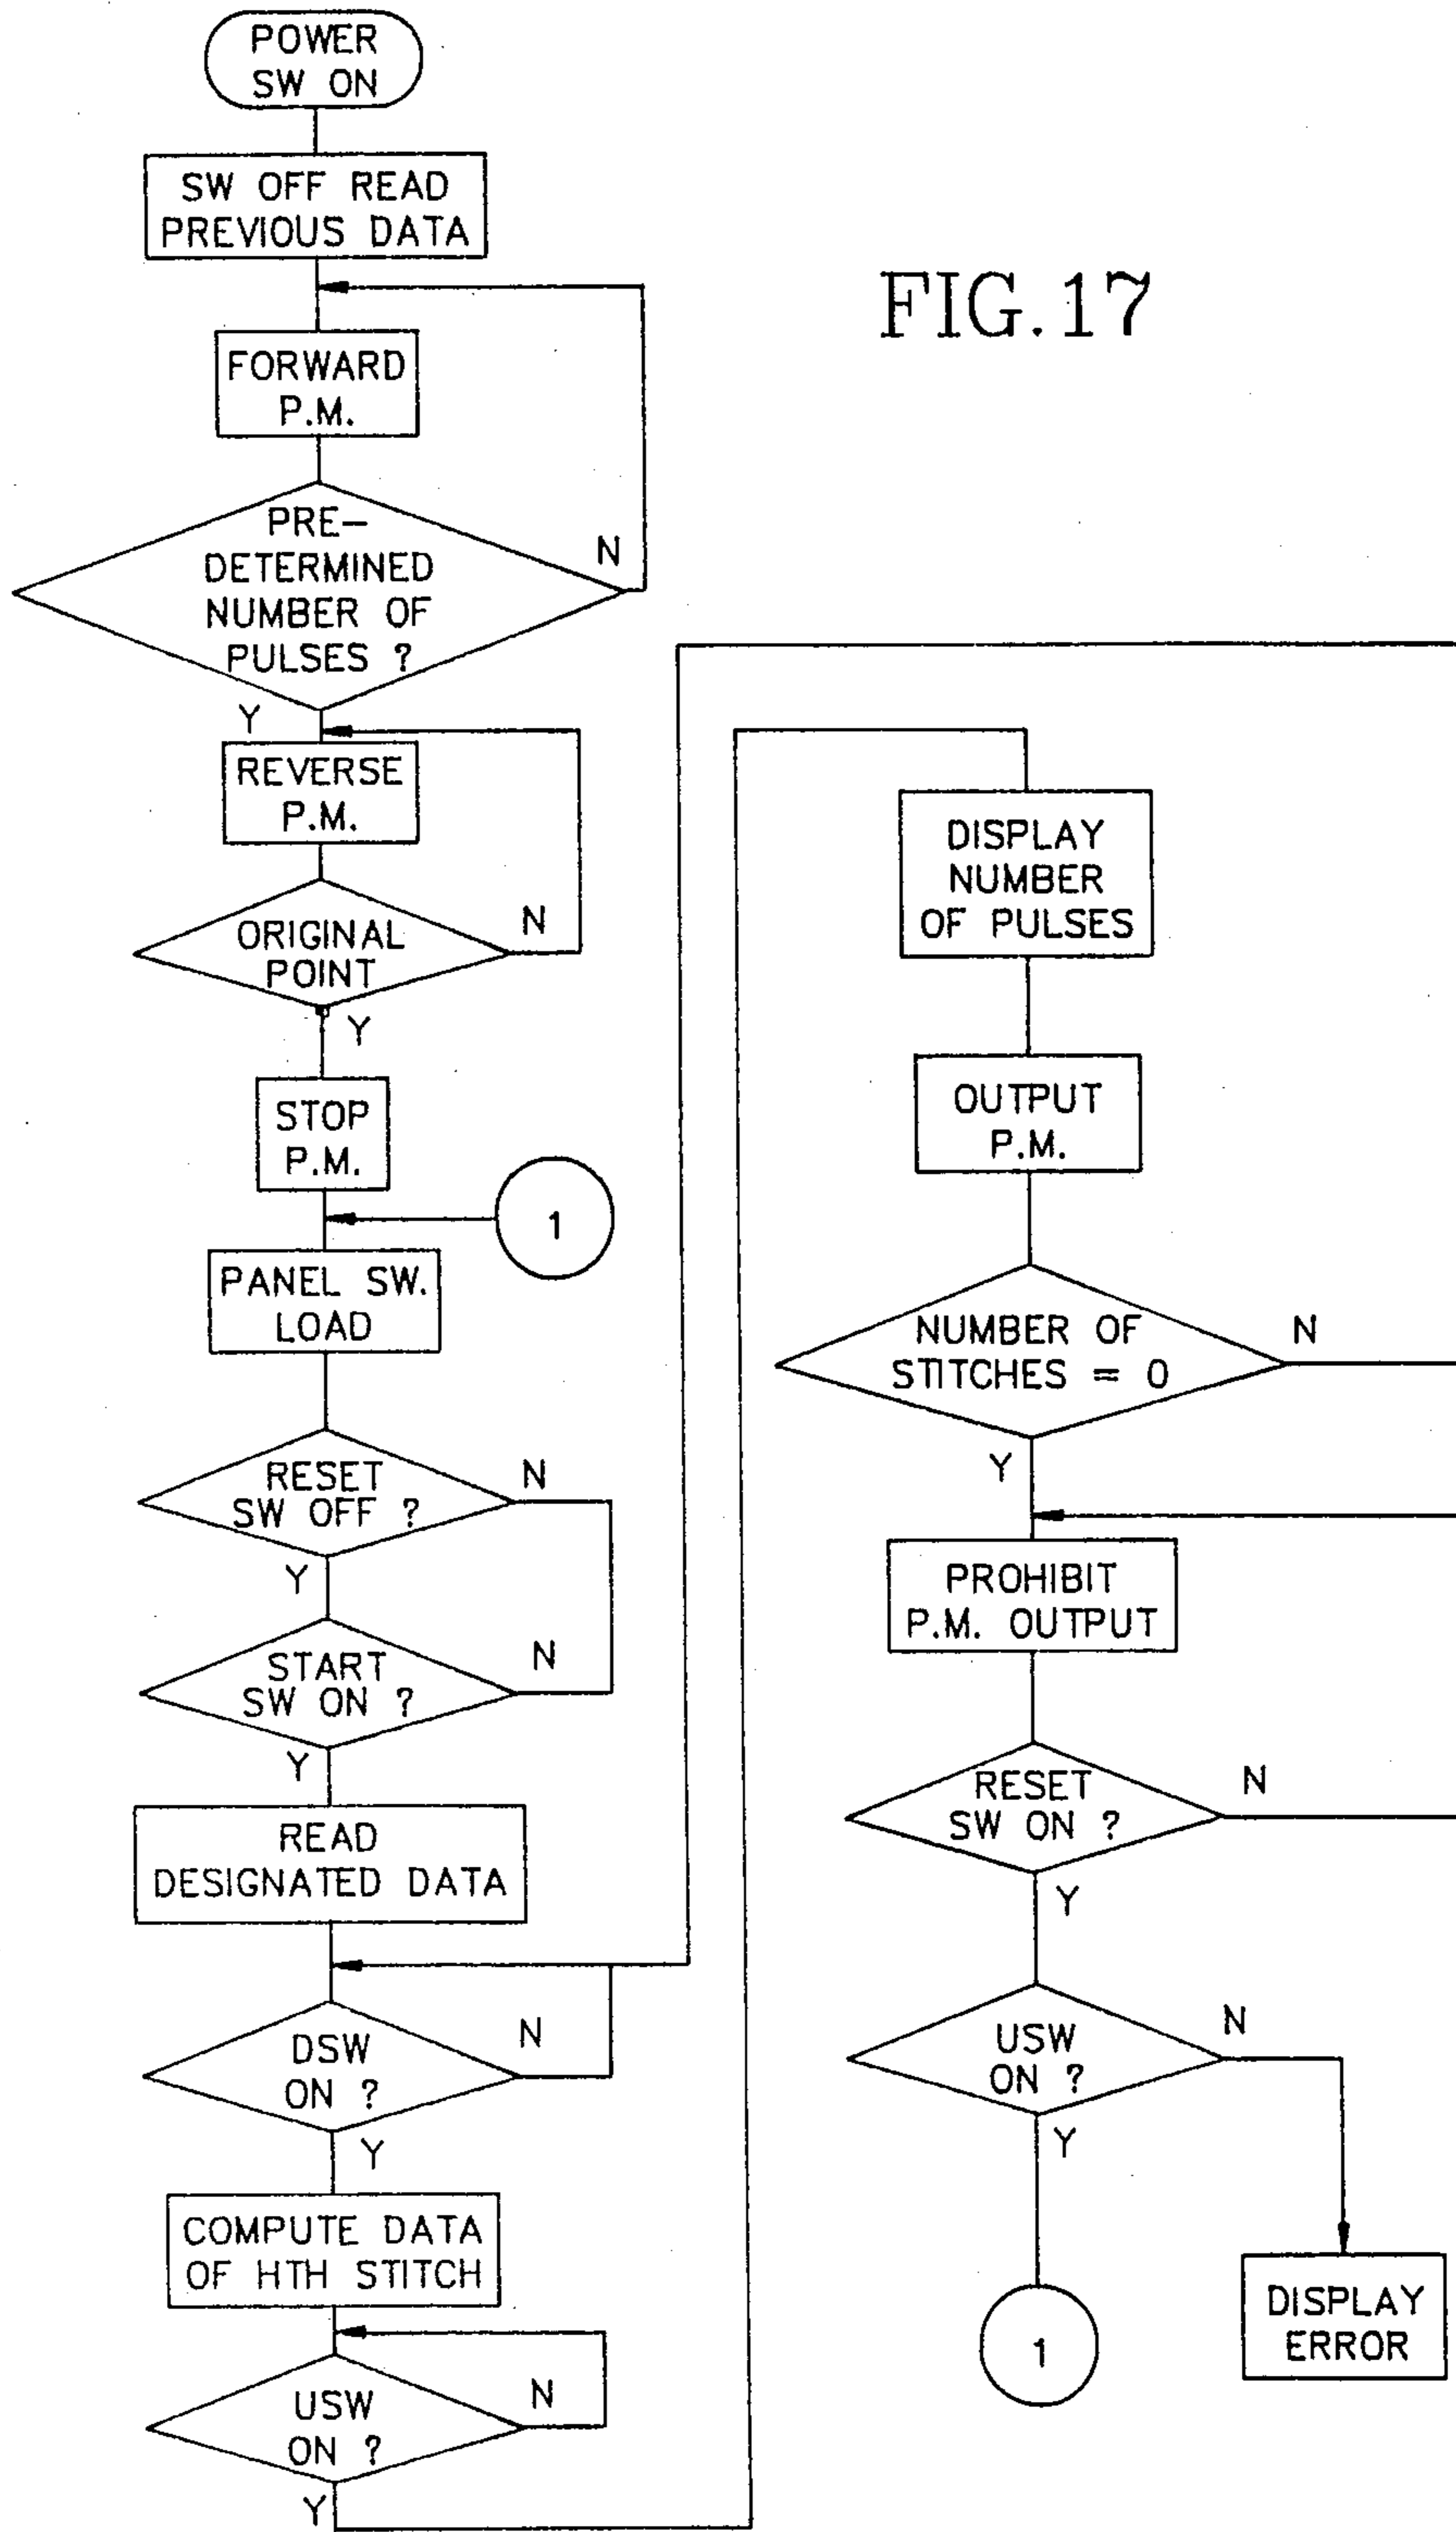 POWER
SW ON
SW OFF READ
PREVIOUS DATA
FIG.17
FORWARD
P.M.
PRE-
DETERMINED
NUMBER OF
PULSES ?
N
Y
REVERSE
P.M.
ORIGINAL
POINT
N
Y
STOP
P.M.
1
PANEL SW.
LOAD
RESET
SW OFF ?
N
Y
START
SW ON ?
N
Y
READ
DESIGNATED DATA
DSW
ON ?
N
Y
COMPUTE DATA
OF HTH STITCH
USW
ON ?
N
Y
DISPLAY
NUMBER
OF PULSES
OUTPUT
P.M.
NUMBER OF
STITCHES = 0
N
Y
PROHIBIT
P.M. OUTPUT
RESET
SW ON ?
N
Y
USW
ON ?
N
Y
1
DISPLAY
ERROR